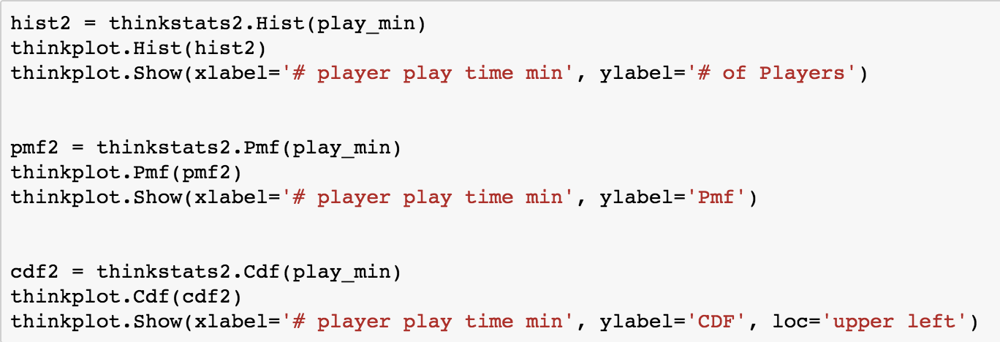 hist2 = thinkstats2.Hist(play_min)
thinkplot.Hist(hist2)
thinkplot.Show(xlabel='# player play time min', ylabel='# of Players')
pmf2 = thinkstats2.Pmf(play_min)
thinkplot.Pmf(pmf2)
thinkplot.Show(xlabel='# player play time min', ylabel='Pmf')
cdf2 = thinkstats2.Cdf(play_min)
thinkplot.Cdf(cdf2)
thinkplot.Show(xlabel='# player play time min', ylabel='CDF', loc='upper left')